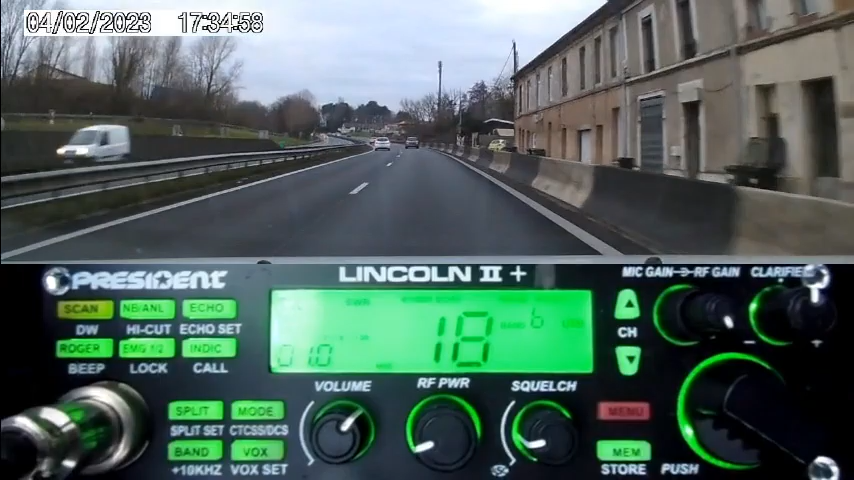 04/02/2023 17:34:58
PRESIDENT LINCOLN II + MIC GAIN RF GAIN CLARIFIER
SCAN NB/ANL ECHO
DW HI-CUT ECHO SET
ROGER EMG 1/2 INDIC
BEEP LOCK CALL
18 BAND 6
CH
VOLUME RF PWR SQUELCH
SPLIT MODE MENU
SPLIT SET CTCSS/DCS
BAND VOX MEM
+10KHZ VOX SET STORE PUSH